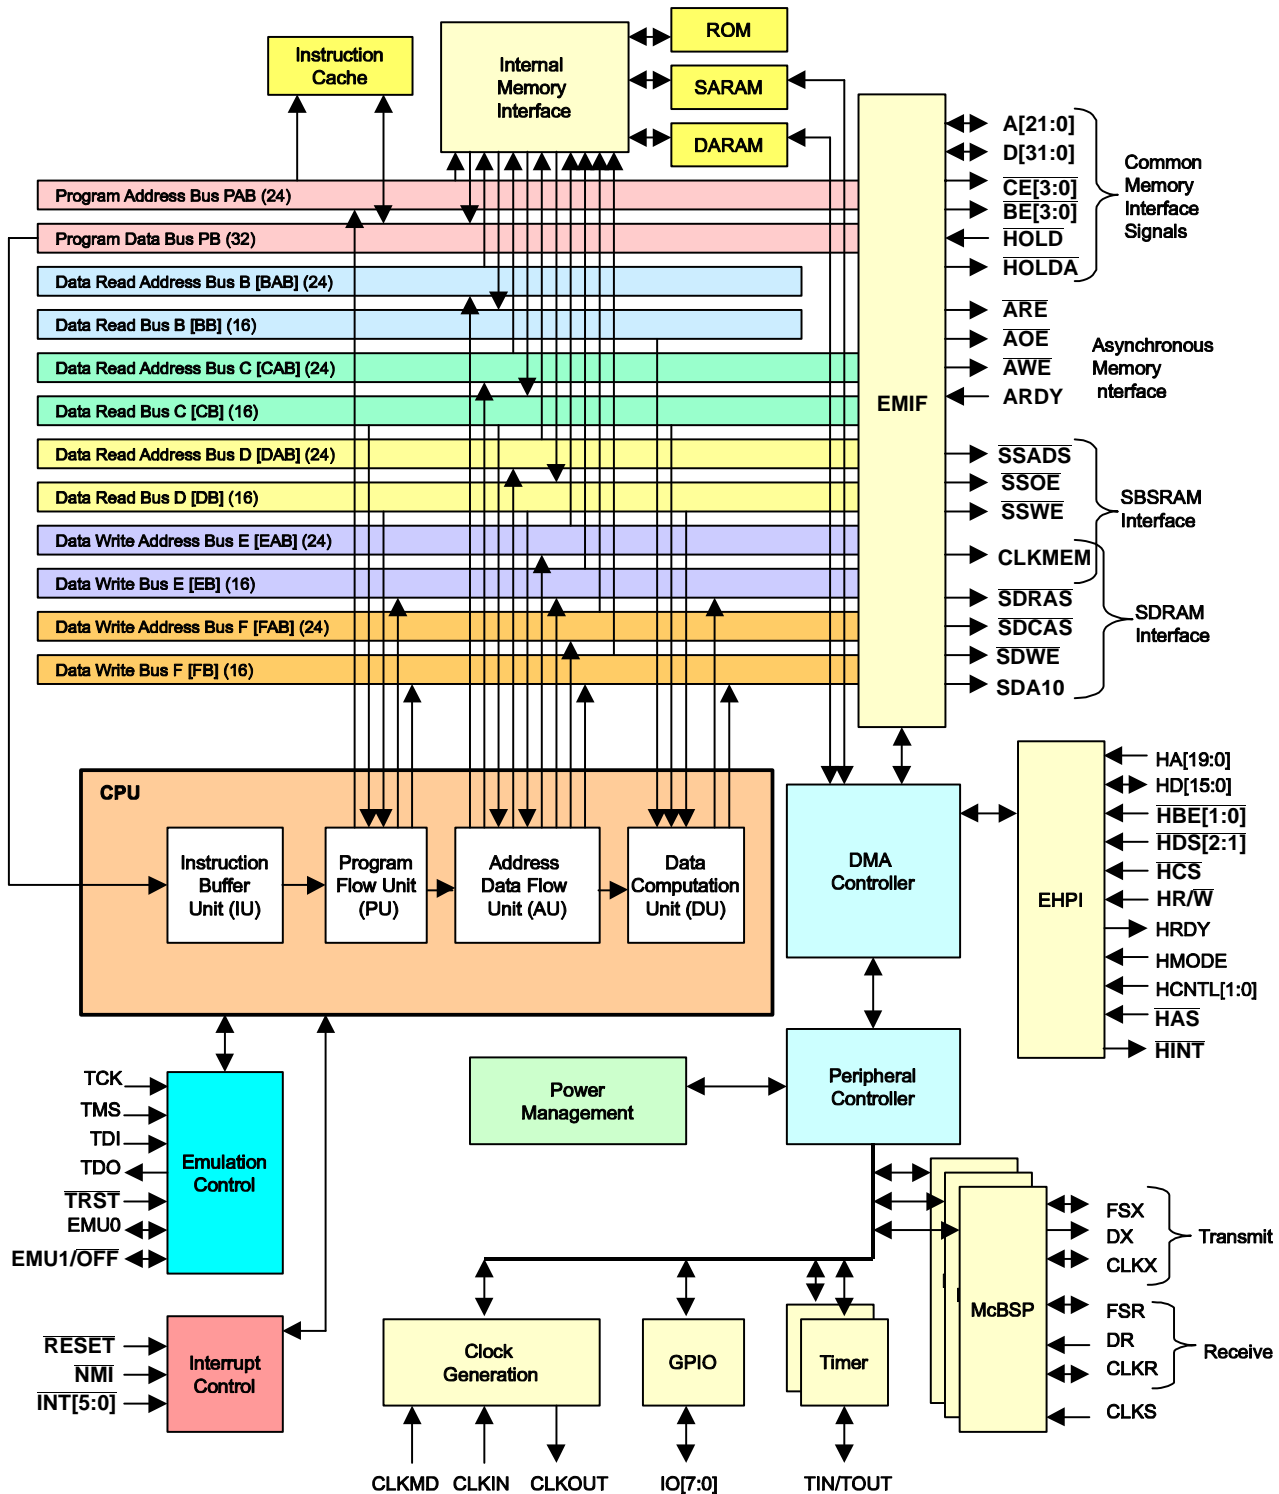 ROM
Instruction
Cache
Internal
Memory
Interface
SARAM
DARAM
A[21:0]
D[31:0]
CE[3:0]
BE[3:0]
HOLD
HOLDA
Common
Memory
Interface
Signals
Program Address Bus PAB (24)
Program Data Bus PB (32)
Data Read Address Bus B [BAB] (24)
Data Read Bus B [BB] (16)
Data Read Address Bus C [CAB] (24)
Data Read Bus C [CB] (16)
Data Read Address Bus D [DAB] (24)
Data Read Bus D [DB] (16)
Data Write Address Bus E [EAB] (24)
Data Write Bus E [EB] (16)
Data Write Address Bus F [FAB] (24)
Data Write Bus F [FB] (16)
EMIF
ARE
AOE
AWE
ARDY
Asynchronous
Memory
nterface
SSADS
SSOE
SSWE
CLKMEM
SBSRAM
Interface
SDRAS
SDCAS
SDWE
SDA10
SDRAM
Interface
CPU
Instruction
Buffer
Unit (IU)
Program
Flow Unit
(PU)
Address
Data Flow
Unit (AU)
Data
Computation
Unit (DU)
DMA
Controller
EHPI
HA[19:0]
HD[15:0]
HBE[1:0]
HDS[2:1]
HCS
HR/W
HRDY
HMODE
HCNTL[1:0]
HAS
HINT
TCK
TMS
TDI
TDO
TRST
EMU0
EMU1/OFF
Emulation
Control
Power
Management
Peripheral
Controller
RESET
NMI
INT[5:0]
Interrupt
Control
Clock
Generation
GPIO
Timer
McBSP
FSX
DX
CLKX
Transmit
FSR
DR
CLKR
Receive
CLKS
CLKMD
CLKIN
CLKOUT
IO[7:0]
TIN/TOUT